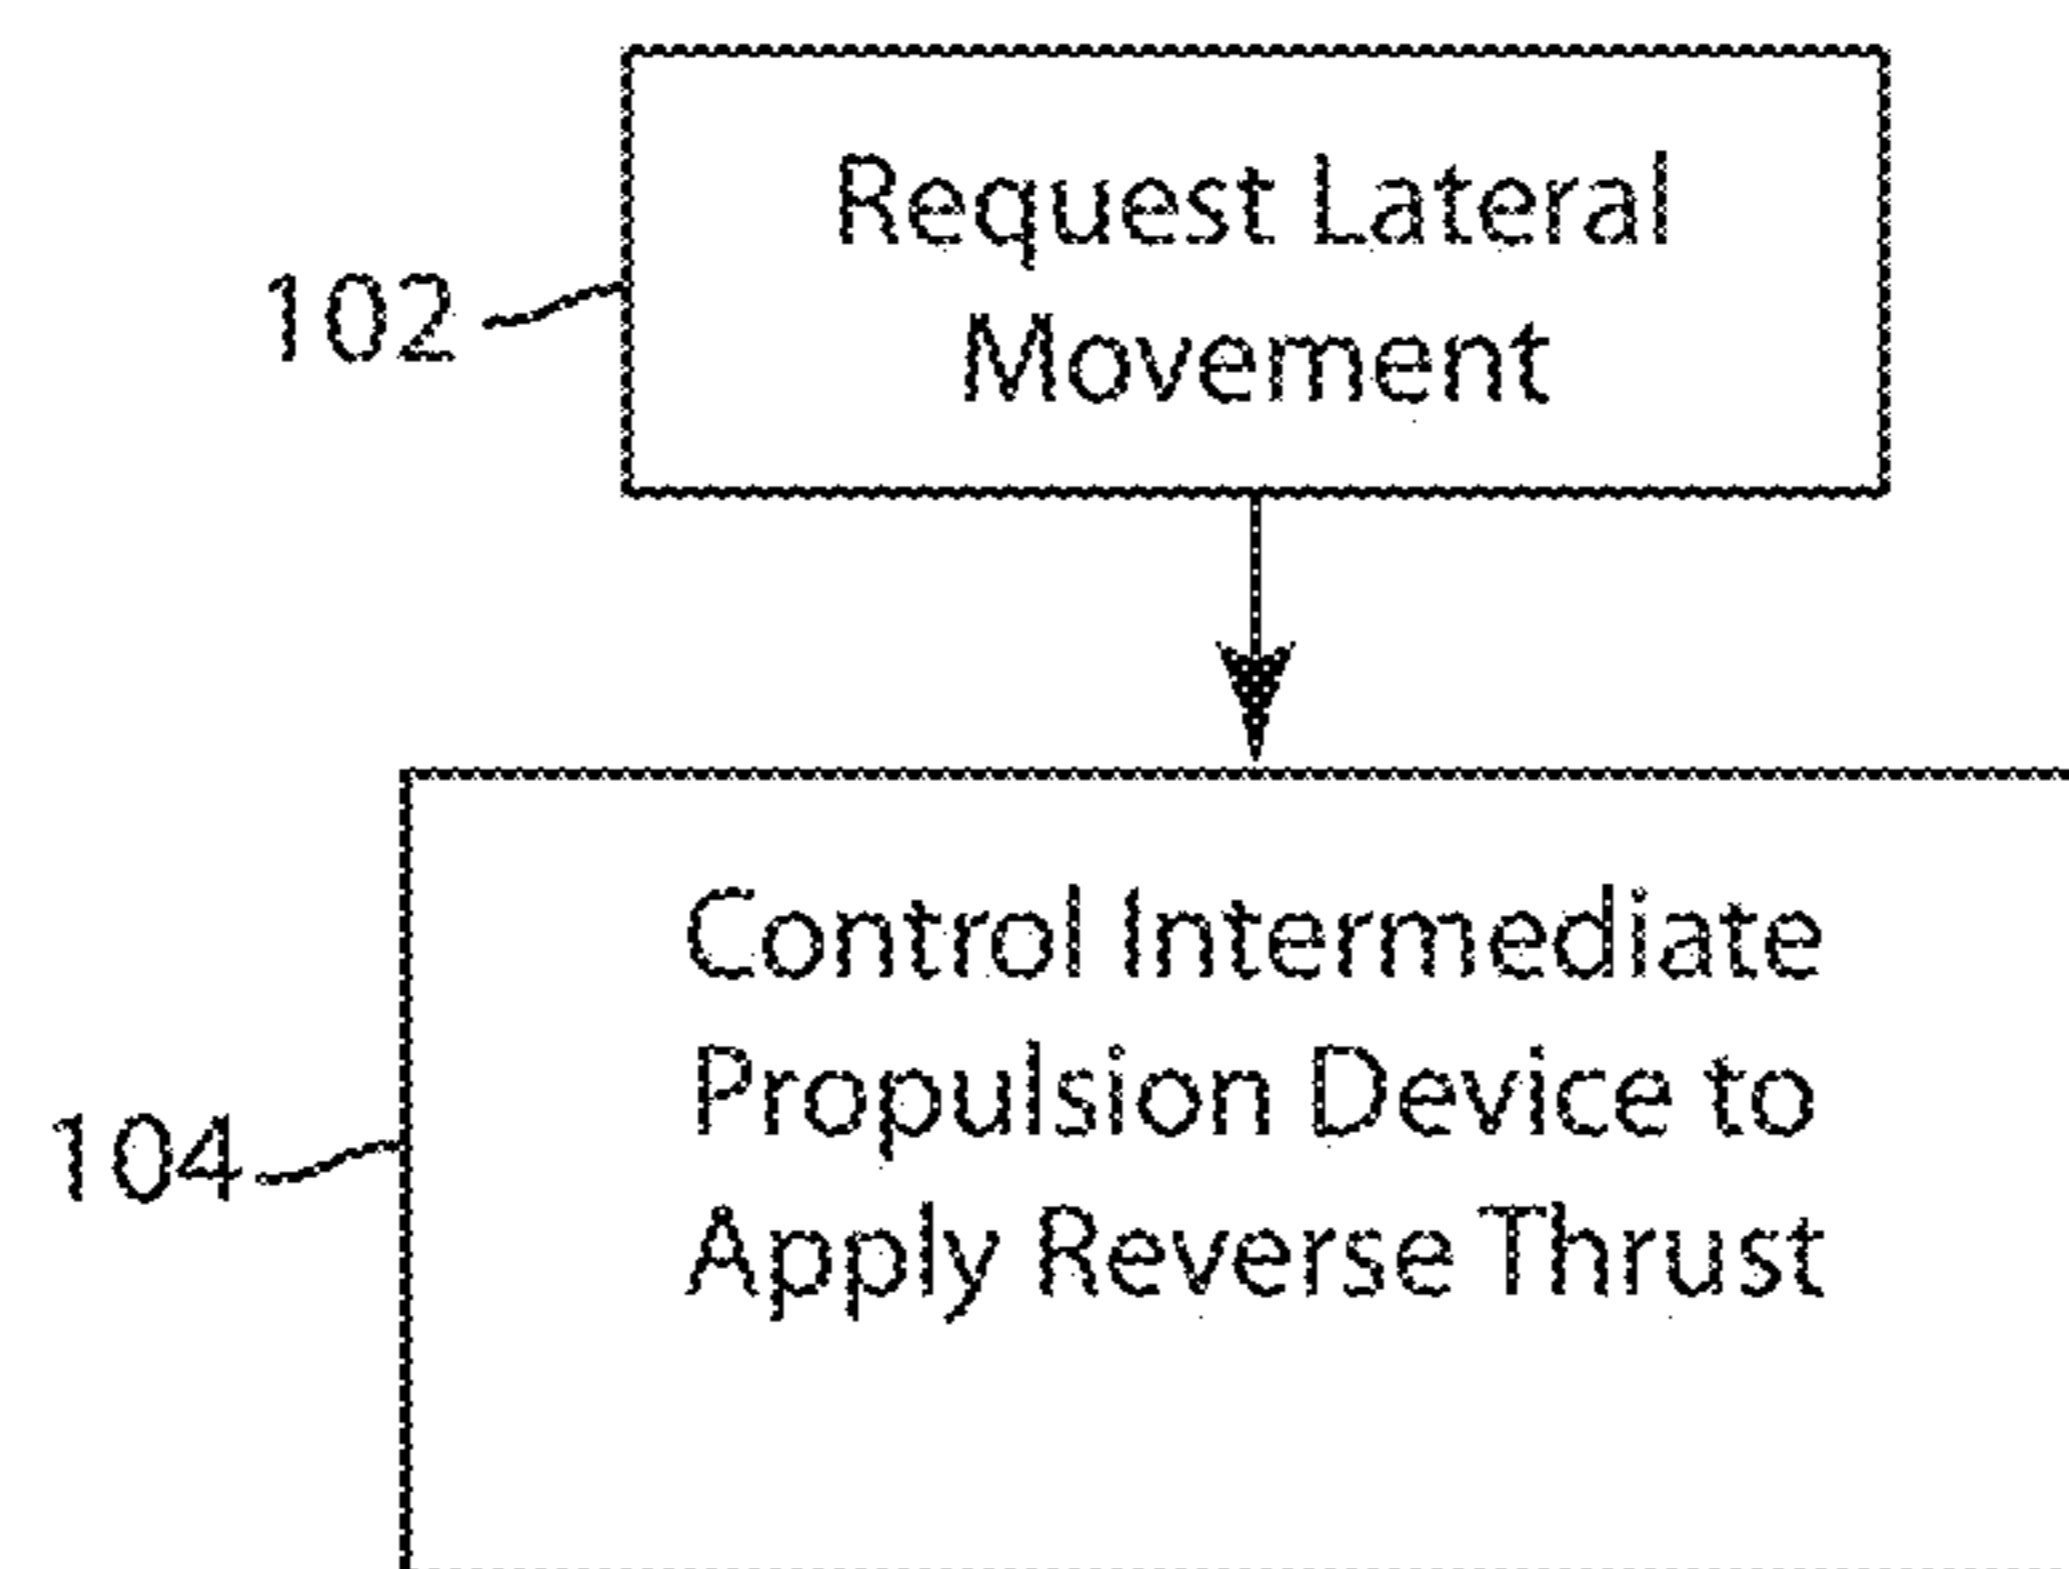 Request Lateral
Movement
102
Control Intermediate
Propulsion Device to
Apply Reverse Thrust
104